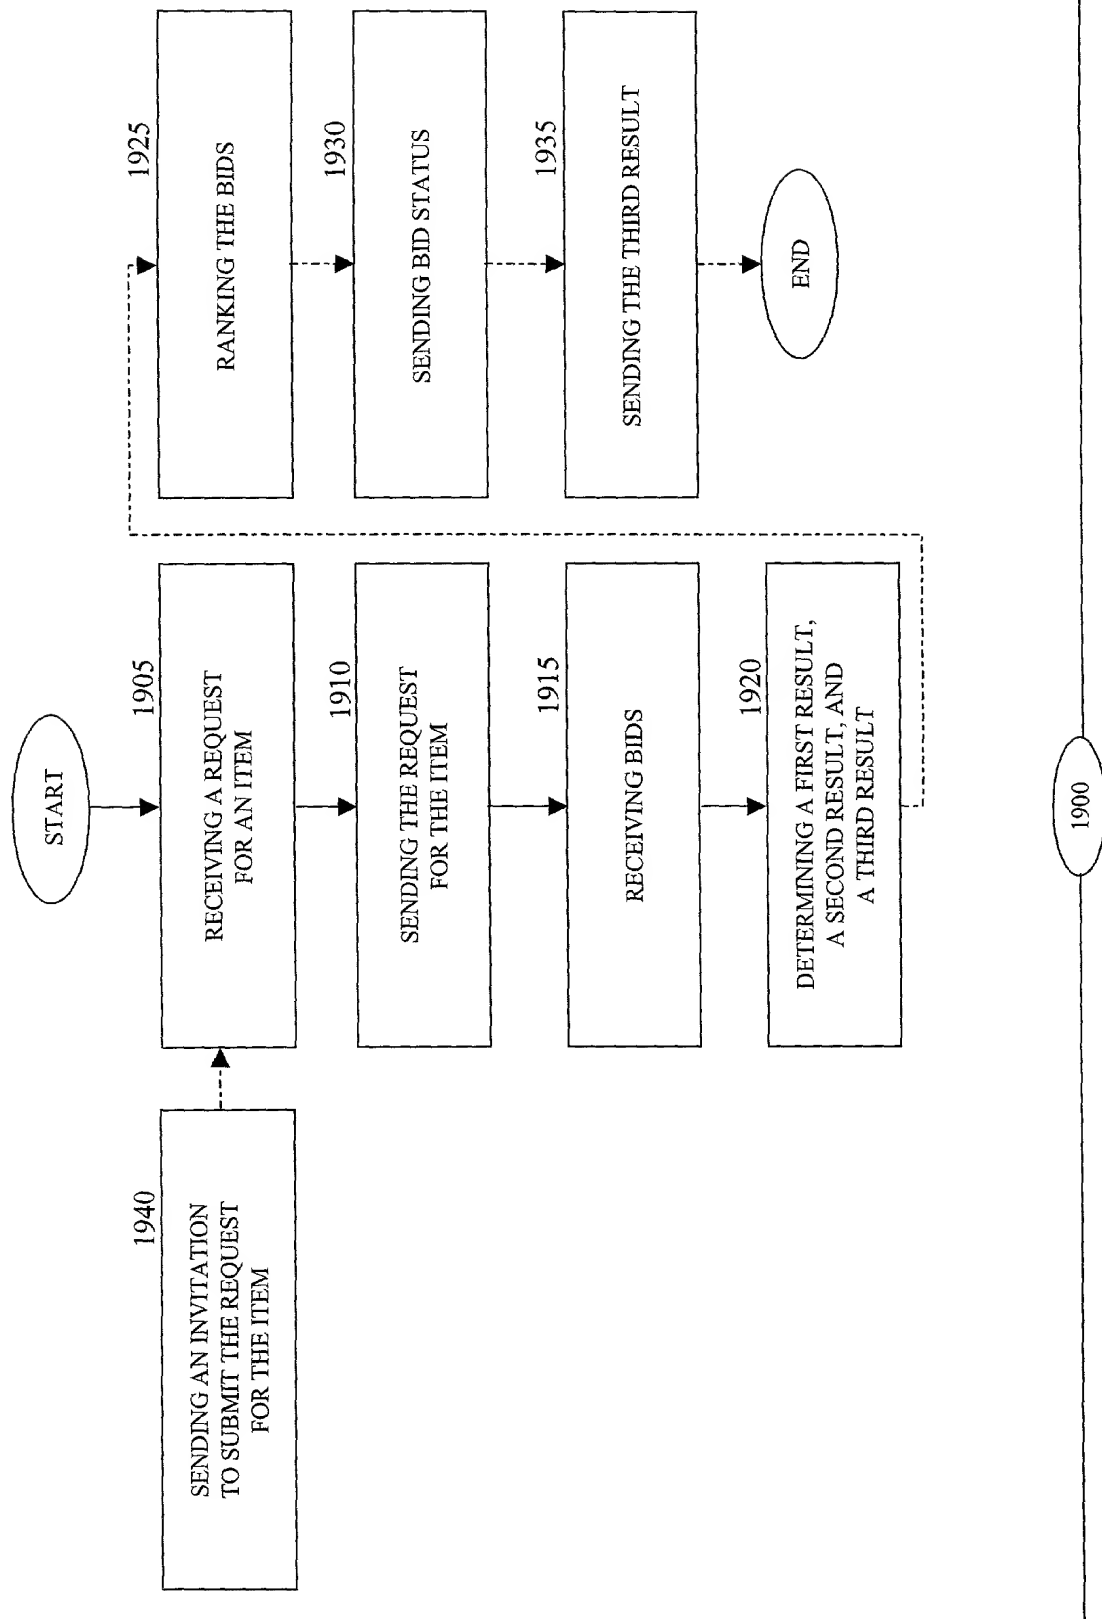 START
1905
RECEIVING A REQUEST
FOR AN ITEM
1910
SENDING THE REQUEST
FOR THE ITEM
1915
RECEIVING BIDS
1920
DETERMINING A FIRST RESULT,
A SECOND RESULT, AND
A THIRD RESULT
1940
SENDING AN INVITATION
TO SUBMIT THE REQUEST
FOR THE ITEM
1925
RANKING THE BIDS
1930
SENDING BID STATUS
1935
SENDING THE THIRD RESULT
END
1900